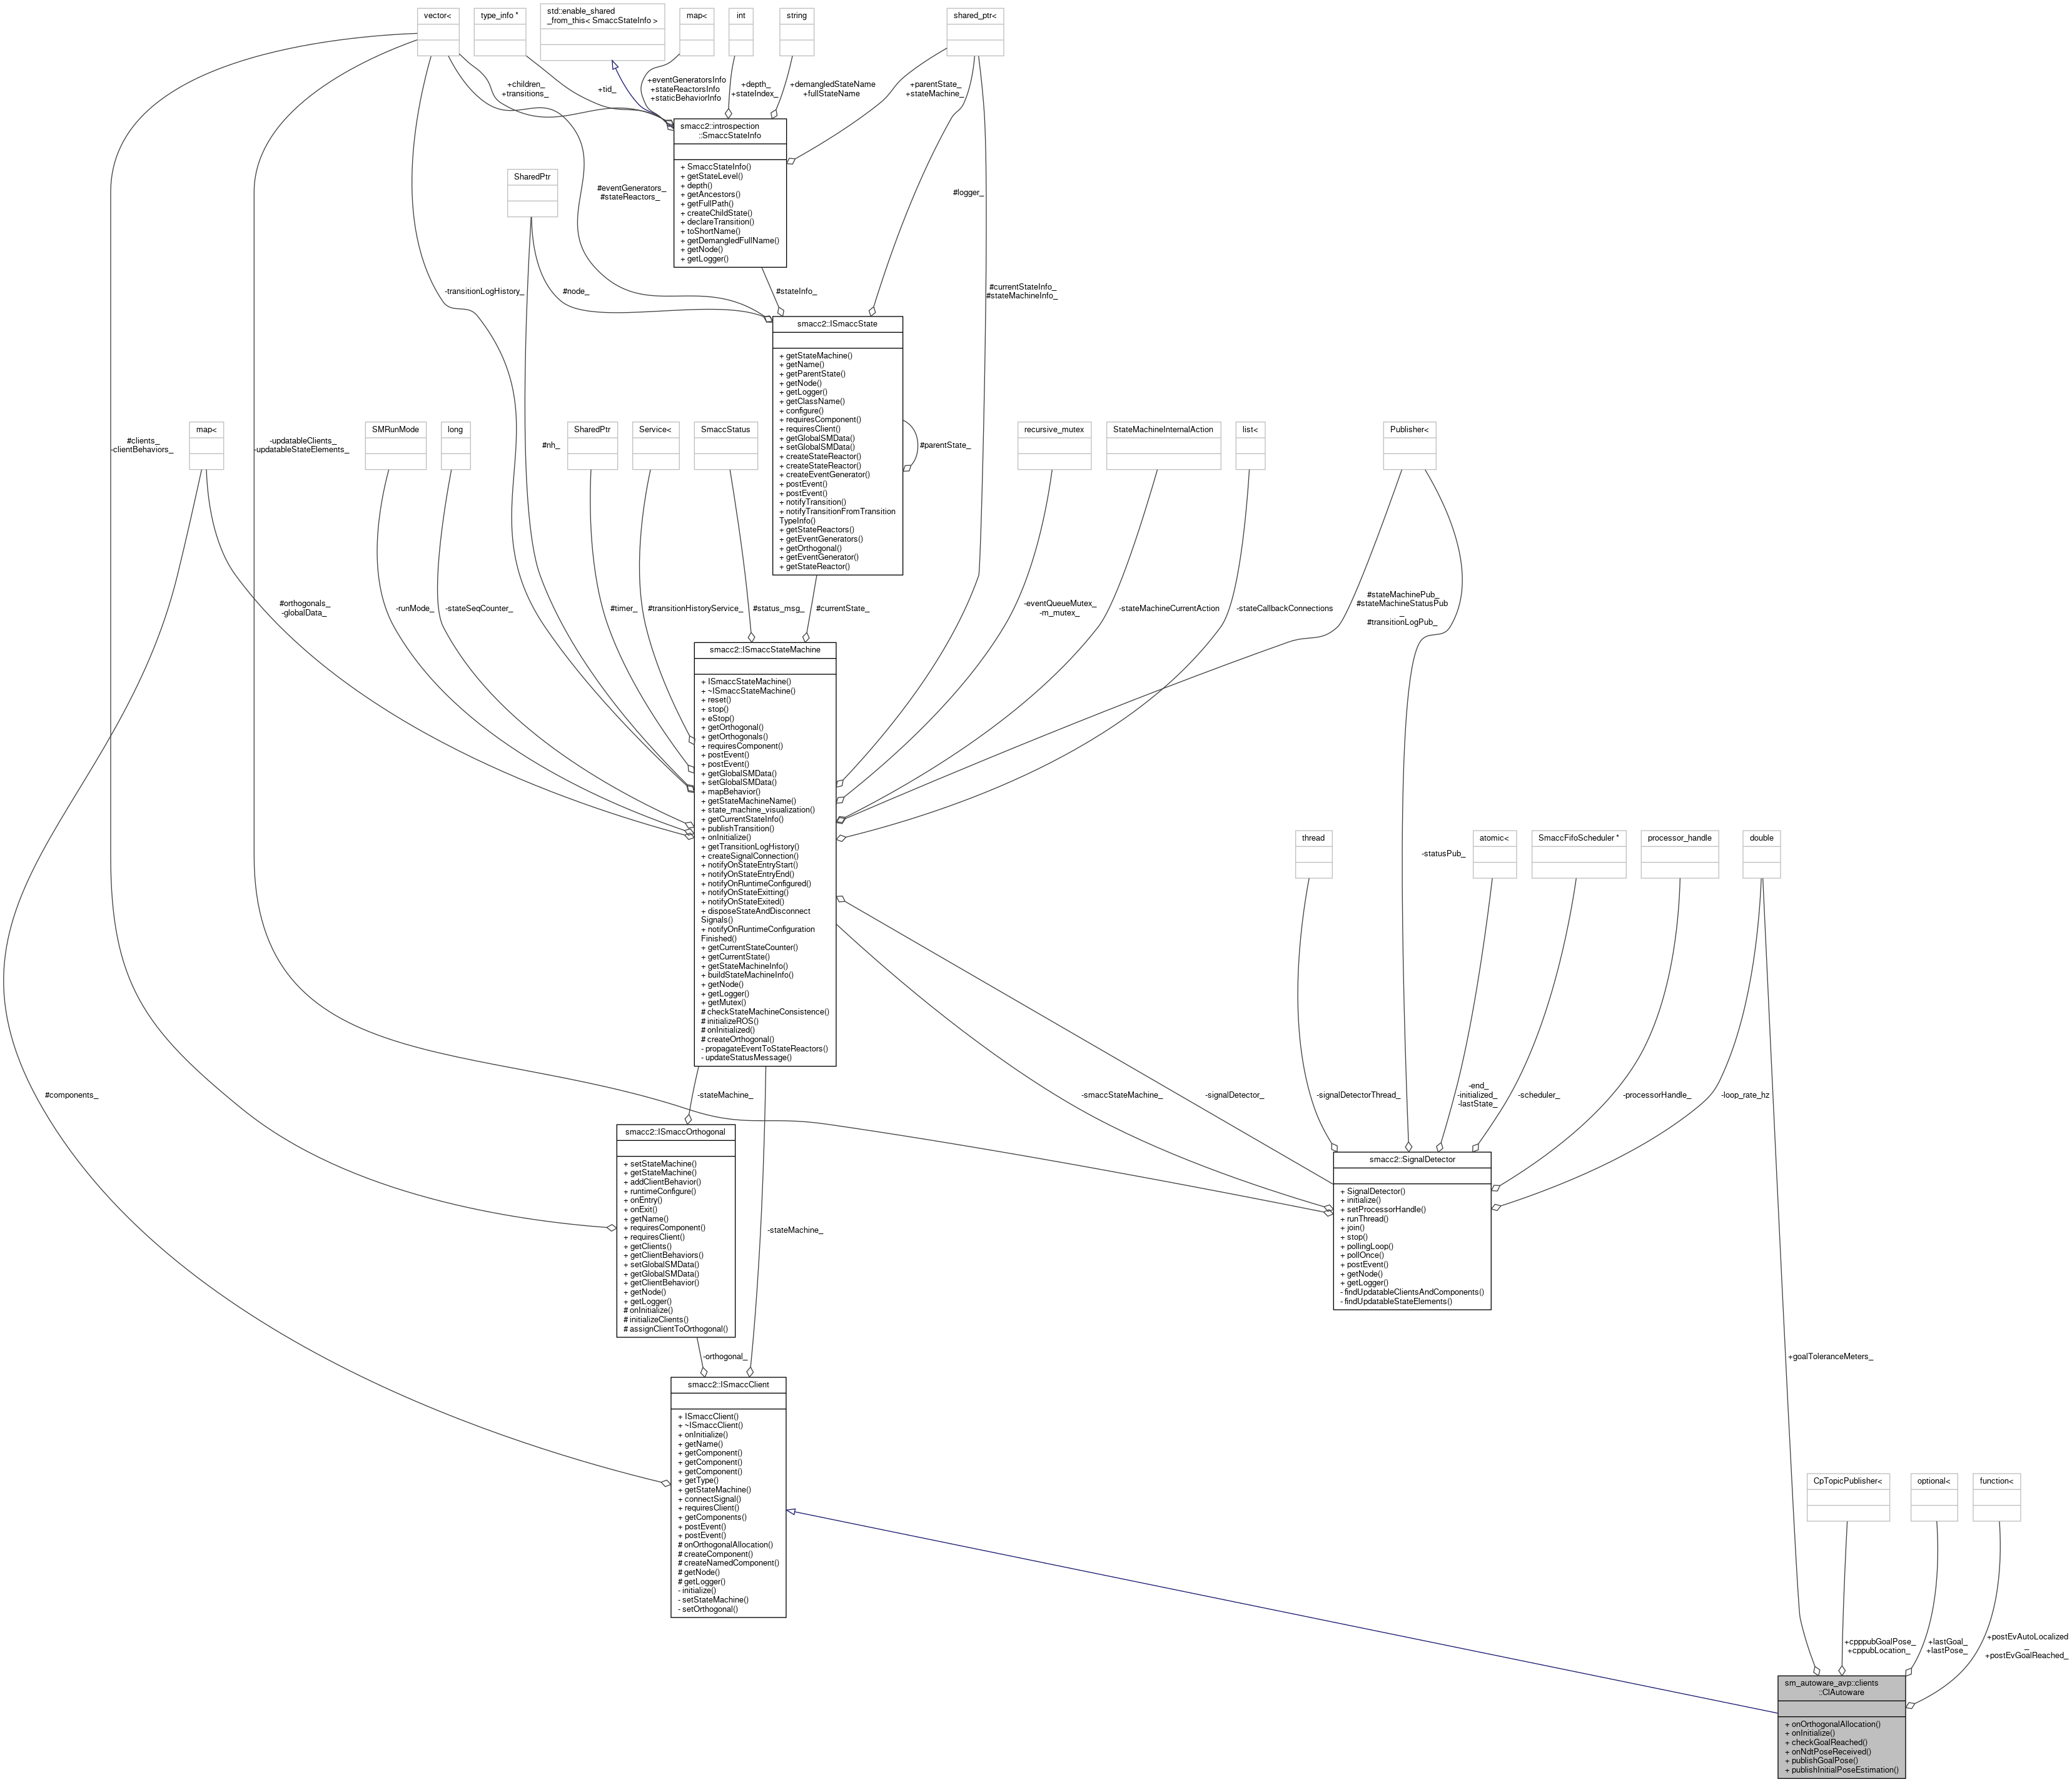 vector<
type_info *
std::enable_shared
_from_this< SmaccStateInfo >
map<
int
string
shared_ptr<
+children_
+transitions_
+tid_
+eventGeneratorsInfo
+stateReactorsInfo
+staticBehaviorInfo
+depth_
+stateIndex_
+demangledStateName
+fullStateName
+parentState_
+stateMachine_
smacc2::introspection
::SmaccStateInfo
+ SmaccStateInfo()
+ getStateLevel()
+ depth()
+ getAncestors()
+ getFullPath()
+ createChildState()
+ declareTransition()
+ toShortName()
+ getDemangledFullName()
+ getNode()
+ getLogger()
SharedPtr
#eventGenerators_
#stateReactors_
#logger_
-transitionLogHistory_
#node_
#stateInfo_
#currentStateInfo_
#stateMachineInfo_
smacc2::ISmaccState
+ getStateMachine()
+ getName()
+ getParentState()
+ getNode()
+ getLogger()
+ getClassName()
+ configure()
+ requiresComponent()
+ requiresClient()
+ getGlobalSMData()
+ setGlobalSMData()
+ createStateReactor()
+ createStateReactor()
+ createEventGenerator()
+ postEvent()
+ postEvent()
+ notifyTransition()
+ notifyTransitionFromTransition
TypeInfo()
+ getStateReactors()
+ getEventGenerators()
+ getOrthogonal()
+ getEventGenerator()
+ getStateReactor()
#parentState_
map<
SMRunMode
long
SharedPtr
Service<
SmaccStatus
recursive_mutex
StateMachineInternalAction
list<
Publisher<
#clients_
-clientBehaviors_
-updatableClients_
-updatableStateElements_
#nh_
#orthogonals_
-globalData_
-runMode_
-stateSeqCounter_
#timer_
#transitionHistoryService_
#status_msg_
#currentState_
-eventQueueMutex_
-m_mutex_
-stateMachineCurrentAction
-stateCallbackConnections
#stateMachinePub_
#stateMachineStatusPub
_
#transitionLogPub_
smacc2::ISmaccStateMachine
+ ISmaccStateMachine()
+ ~ISmaccStateMachine()
+ reset()
+ stop()
+ eStop()
+ getOrthogonal()
+ getOrthogonals()
+ requiresComponent()
+ postEvent()
+ postEvent()
+ getGlobalSMData()
+ setGlobalSMData()
+ mapBehavior()
+ getStateMachineName()
+ state_machine_visualization()
+ getCurrentStateInfo()
+ publishTransition()
+ onInitialize()
+ getTransitionLogHistory()
+ createSignalConnection()
+ notifyOnStateEntryStart()
+ notifyOnStateEntryEnd()
+ notifyOnRuntimeConfigured()
+ notifyOnStateExitting()
+ notifyOnStateExited()
+ disposeStateAndDisconnect
Signals()
+ notifyOnRuntimeConfiguration
Finished()
+ getCurrentStateCounter()
+ getCurrentState()
+ getStateMachineInfo()
+ buildStateMachineInfo()
+ getNode()
+ getLogger()
+ getMutex()
# checkStateMachineConsistence()
# initializeROS()
# onInitialized()
# createOrthogonal()
- propagateEventToStateReactors()
- updateStatusMessage()
thread
atomic<
SmaccFifoScheduler *
processor_handle
double
-statusPub_
#components_
-stateMachine_
-smaccStateMachine_
-signalDetector_
-signalDetectorThread_
-end_
-initialized_
-lastState_
-scheduler_
-processorHandle_
-loop_rate_hz
smacc2::ISmaccOrthogonal
+ setStateMachine()
+ getStateMachine()
+ addClientBehavior()
+ runtimeConfigure()
+ onEntry()
+ onExit()
+ getName()
+ requiresComponent()
+ requiresClient()
+ getClients()
+ getClientBehaviors()
+ setGlobalSMData()
+ getGlobalSMData()
+ getClientBehavior()
+ getNode()
+ getLogger()
# onInitialize()
# initializeClients()
# assignClientToOrthogonal()
-stateMachine_
smacc2::SignalDetector
+ SignalDetector()
+ initialize()
+ setProcessorHandle()
+ runThread()
+ join()
+ stop()
+ pollingLoop()
+ pollOnce()
+ postEvent()
+ getNode()
+ getLogger()
- findUpdatableClientsAndComponents()
- findUpdatableStateElements()
-orthogonal_
+goalToleranceMeters_
smacc2::ISmaccClient
+ ISmaccClient()
+ ~ISmaccClient()
+ onInitialize()
+ getName()
+ getComponent()
+ getComponent()
+ getComponent()
+ getType()
+ getStateMachine()
+ connectSignal()
+ requiresClient()
+ getComponents()
+ postEvent()
+ postEvent()
# onOrthogonalAllocation()
# createComponent()
# createNamedComponent()
# getNode()
# getLogger()
- initialize()
- setStateMachine()
- setOrthogonal()
CpTopicPublisher<
optional<
function<
+cpppubGoalPose_
+cppubLocation_
+lastGoal_
+lastPose_
+postEvAutoLocalized
_
+postEvGoalReached_
sm_autoware_avp::clients
::ClAutoware
+ onOrthogonalAllocation()
+ onInitialize()
+ checkGoalReached()
+ onNdtPoseReceived()
+ publishGoalPose()
+ publishInitialPoseEstimation()